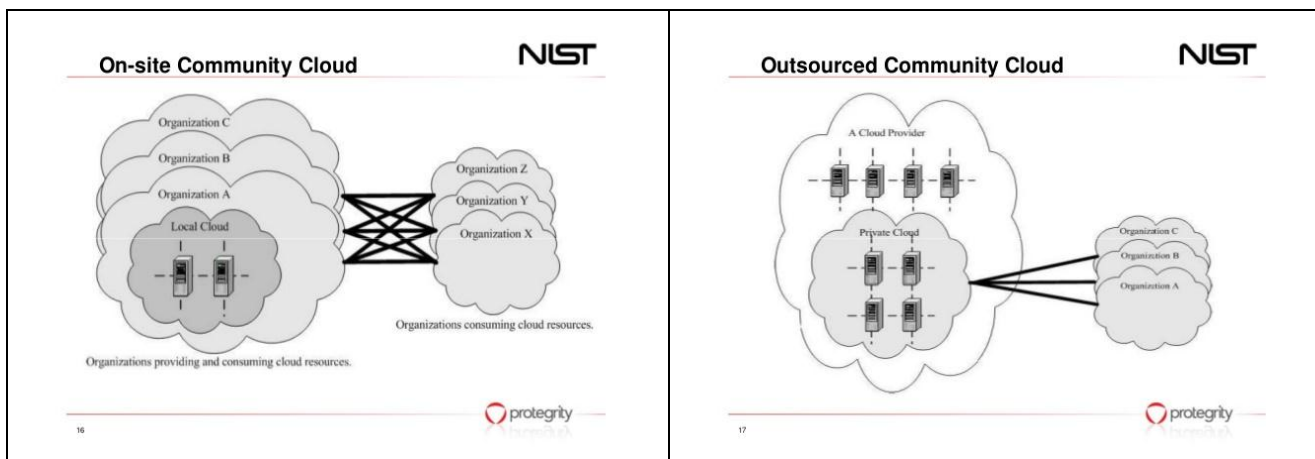 On-site Community Cloud
NIST
Organization C
Organization B
Organization A
Local Cloud
Organization Z
Organization Y
Organization X
Organizations consuming cloud resources.
Organizations providing and consuming cloud resources.
protegrity
16
Outsourced Community Cloud
NIST
A Cloud Provider
Private Cloud
Organization C
Organization B
Organization A
protegrity
17